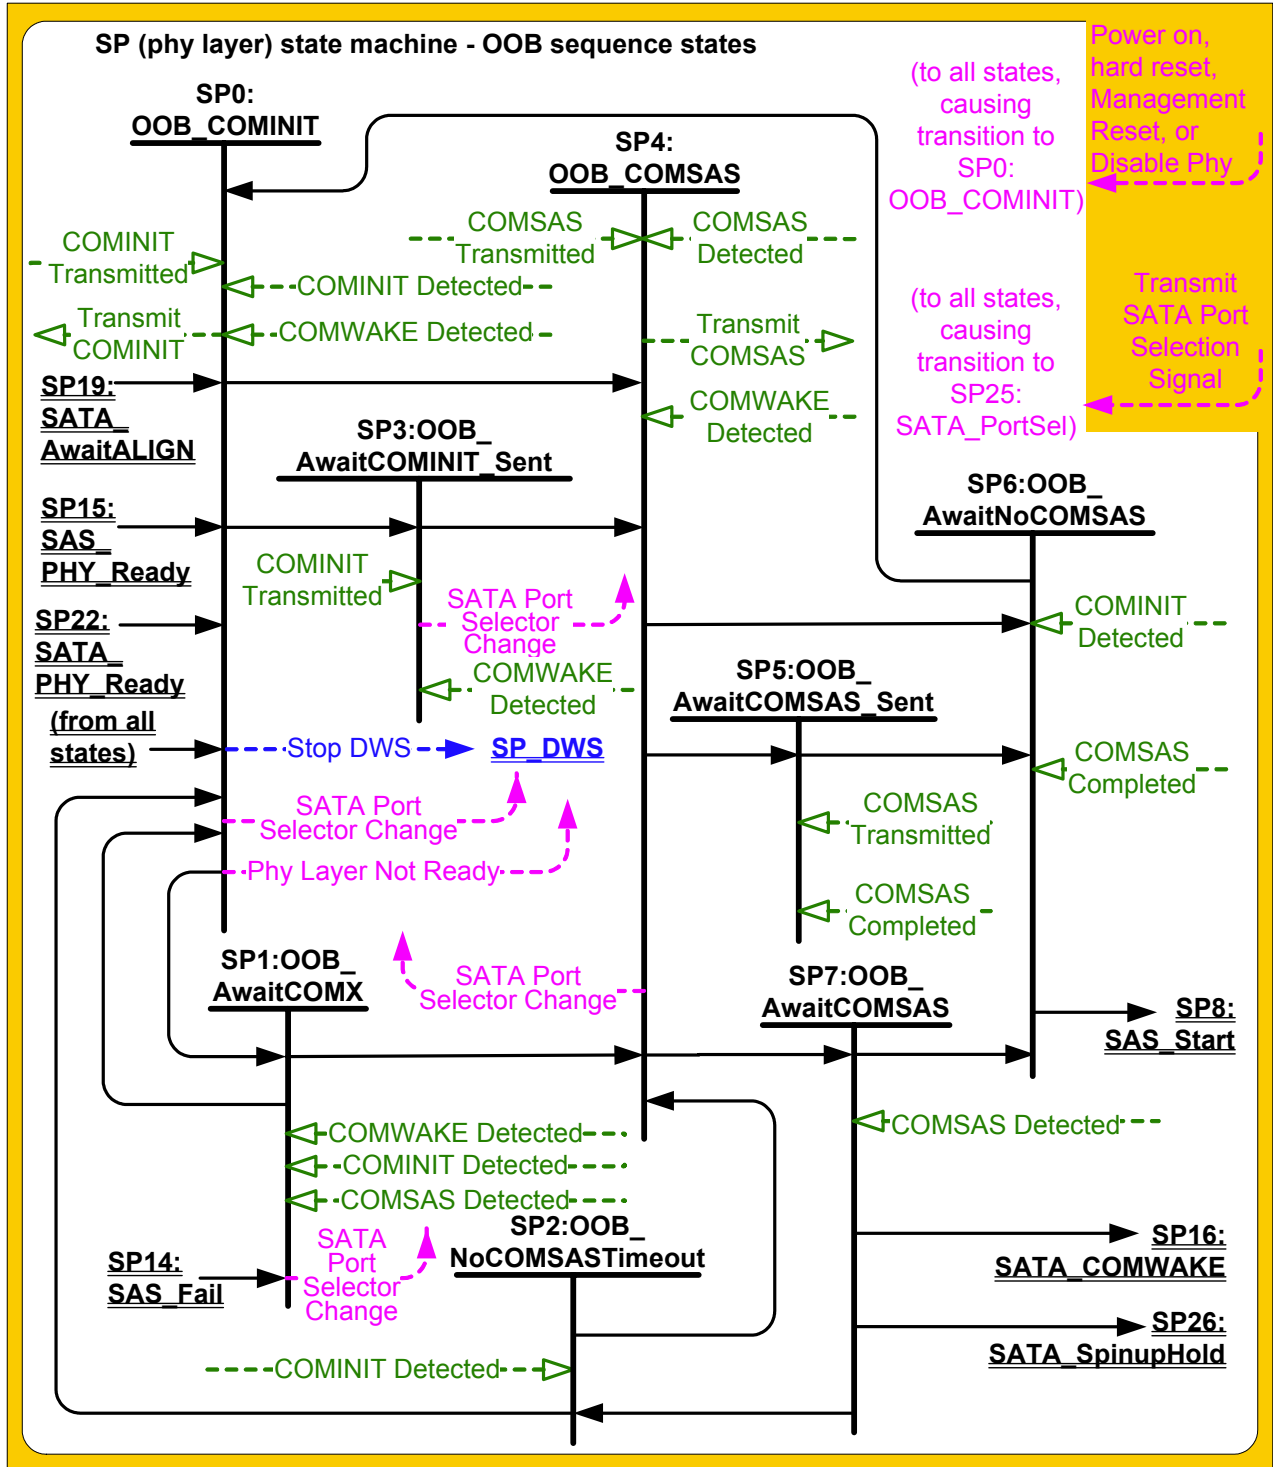 SP (phy layer) state machine - OOB sequence states
Power on,
hard reset,
Management
Reset, or
Disable Phy
(to all states,
causing
transition to
SP0:
OOB_COMINIT)
SP0:
OOB_COMINIT
SP4:
OOB_COMSAS
COMINIT
Transmitted
COMSAS
Transmitted
COMSAS
Detected
COMINIT Detected
Transmit
COMINIT
COMWAKE Detected
Transmit
COMSAS
(to all states,
causing
transition to
SP25:
SATA_PortSel)
Transmit
SATA Port
Selection
Signal
SP19:
SATA_
AwaitALIGN
COMWAKE
Detected
SP3:OOB_
AwaitCOMINIT_Sent
SP6:OOB_
AwaitNoCOMSAS
SP15:
SAS_
PHY_Ready
COMINIT
Transmitted
SATA Port
Selector
Change
COMINIT
Detected
SP22:
SATA_
PHY_Ready
COMWAKE
Detected
SP5:OOB_
AwaitCOMSAS_Sent
(from all
states)
Stop DWS
SP_DWS
COMSAS
Completed
SATA Port
Selector Change
COMSAS
Transmitted
Phy Layer Not Ready
COMSAS
Completed
SP1:OOB_
AwaitCOMX
SATA Port
Selector Change
SP7:OOB_
AwaitCOMSAS
SP8:
SAS_Start
COMWAKE Detected
COMINIT Detected
COMSAS Detected
COMSAS Detected
SP2:OOB_
NoCOMSASTimeout
SP14:
SAS_Fail
SATA
Port
Selector
Change
SP16:
SATA_COMWAKE
SP26:
SATA_SpinupHold
COMINIT Detected